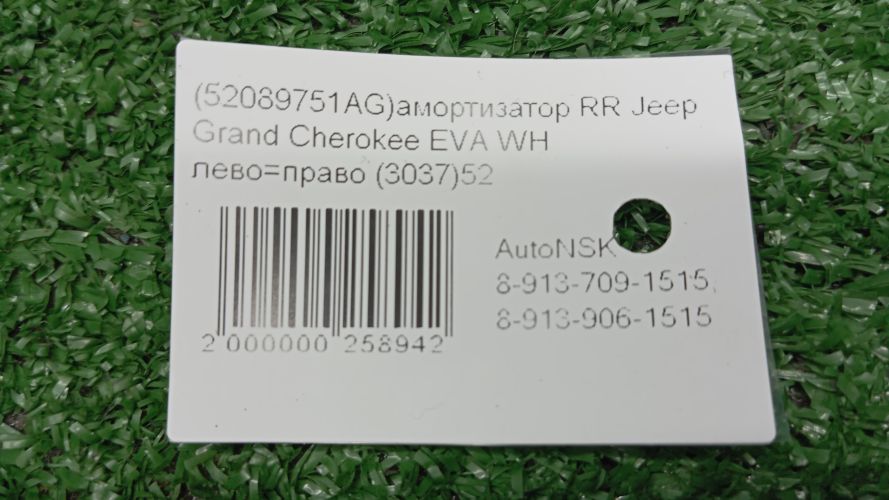 (52089751AG)амортизатор RR Jeep
Grand Cherokee EVA WH
лево=право (3037)52
AutoNSK
8-913-709-1515,
8-913-906-1515
2 000000 258942